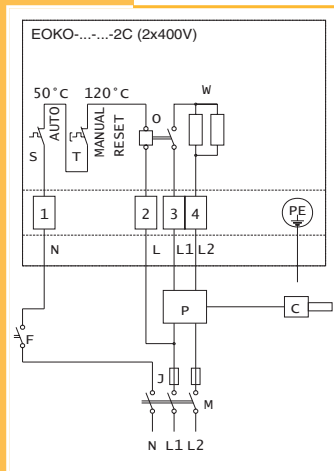 EOKO-...-...-2C (2x400V)
50°C 120°C W
AUTO
MANUAL
RESET
O
S T
1 2 3 4 PE
N L L1 L2
P C
F
J
M
N L1 L2